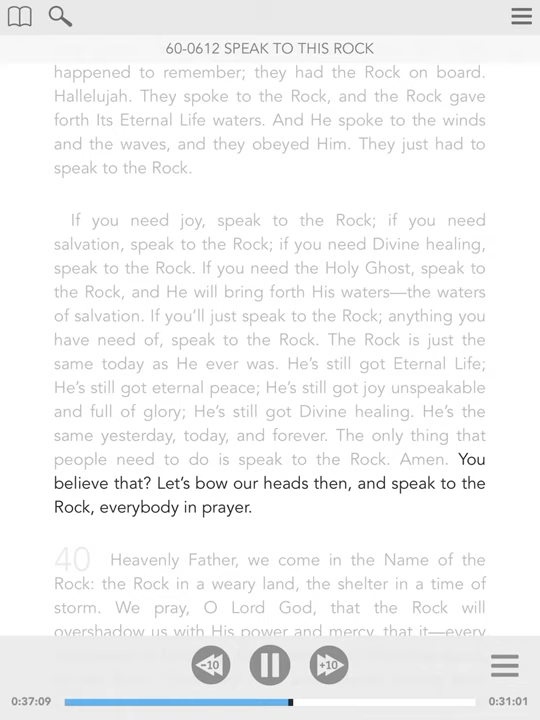 60-0612 SPEAK TO THIS ROCK
happened to remember; they had the Rock on board.
Hallelujah. They spoke to the Rock, and the Rock gave
forth Its Eternal Life waters. And He spoke to the winds
and the waves, and they obeyed Him. They just had to
speak to the Rock.
If you need joy, speak to the Rock; if you need
salvation, speak to the Rock; if you need Divine healing,
speak to the Rock. If you need the Holy Ghost, speak to
the Rock, and He will bring forth His waters—the waters
of salvation. If you’ll just speak to the Rock; anything you
have need of, speak to the Rock. The Rock is just the
same today as He ever was. He’s still got Eternal Life;
He’s still got eternal peace; He’s still got joy unspeakable
and full of glory; He’s still got Divine healing. He’s the
same yesterday, today, and forever. The only thing that
people need to do is speak to the Rock. Amen. You
believe that? Let’s bow our heads then, and speak to the
Rock, everybody in prayer.
40 Heavenly Father, we come in the Name of the
Rock: the Rock in a weary land, the shelter in a time of
storm. We pray, O Lord God, that the Rock will
overshadow us with His power and mercy, that it—every
-10 +10
0:37:09 0:31:01